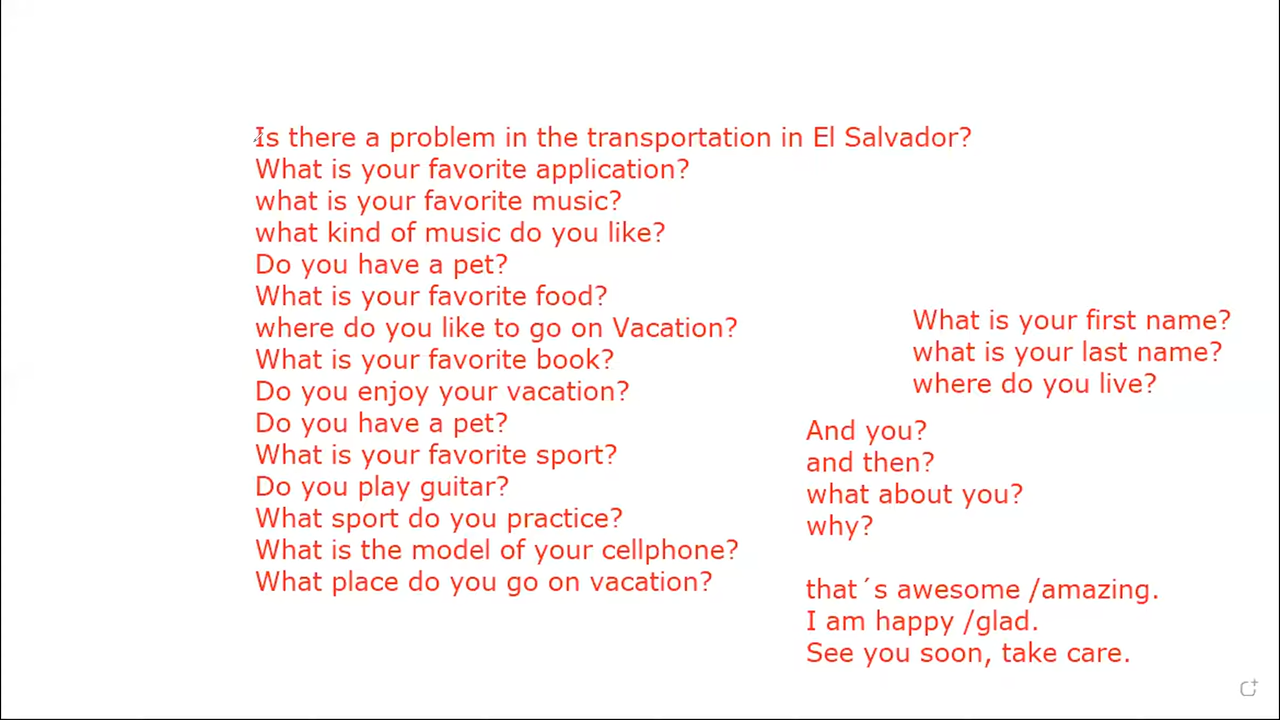 Is there a problem in the transportation in El Salvador?
What is your favorite application?
what is your favorite music?
what kind of music do you like?
Do you have a pet?
What is your favorite food?
where do you like to go on Vacation?
What is your favorite book?
Do you enjoy your vacation?
Do you have a pet?
What is your favorite sport?
Do you play guitar?
What sport do you practice?
What is the model of your cellphone?
What place do you go on vacation?
What is your first name?
what is your last name?
where do you live?
And you?
and then?
what about you?
why?
that´s awesome /amazing.
I am happy /glad.
See you soon, take care.